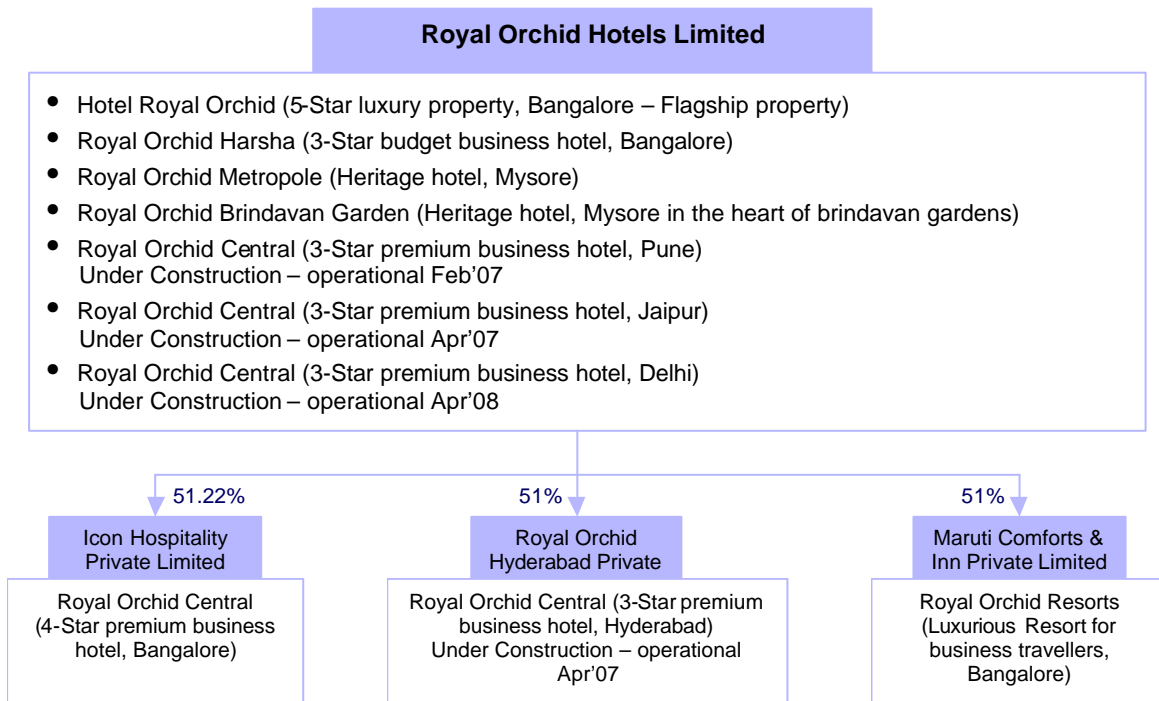 Royal Orchid Hotels Limited
• Hotel Royal Orchid (5-Star luxury property, Bangalore – Flagship property)
• Royal Orchid Harsha (3-Star budget business hotel, Bangalore)
• Royal Orchid Metropole (Heritage hotel, Mysore)
• Royal Orchid Brindavan Garden (Heritage hotel, Mysore in the heart of brindavan gardens)
• Royal Orchid Central (3-Star premium business hotel, Pune)
Under Construction – operational Feb'07
• Royal Orchid Central (3-Star premium business hotel, Jaipur)
Under Construction – operational Apr'07
• Royal Orchid Central (3-Star premium business hotel, Delhi)
Under Construction – operational Apr'08
51.22%
Icon Hospitality
Private Limited
Royal Orchid Central
(4-Star premium business
hotel, Bangalore)
51%
Royal Orchid
Hyderabad Private
Royal Orchid Central (3-Star premium
business hotel, Hyderabad)
Under Construction – operational
Apr'07
51%
Maruti Comforts &
Inn Private Limited
Royal Orchid Resorts
(Luxurious Resort for
business travellers,
Bangalore)